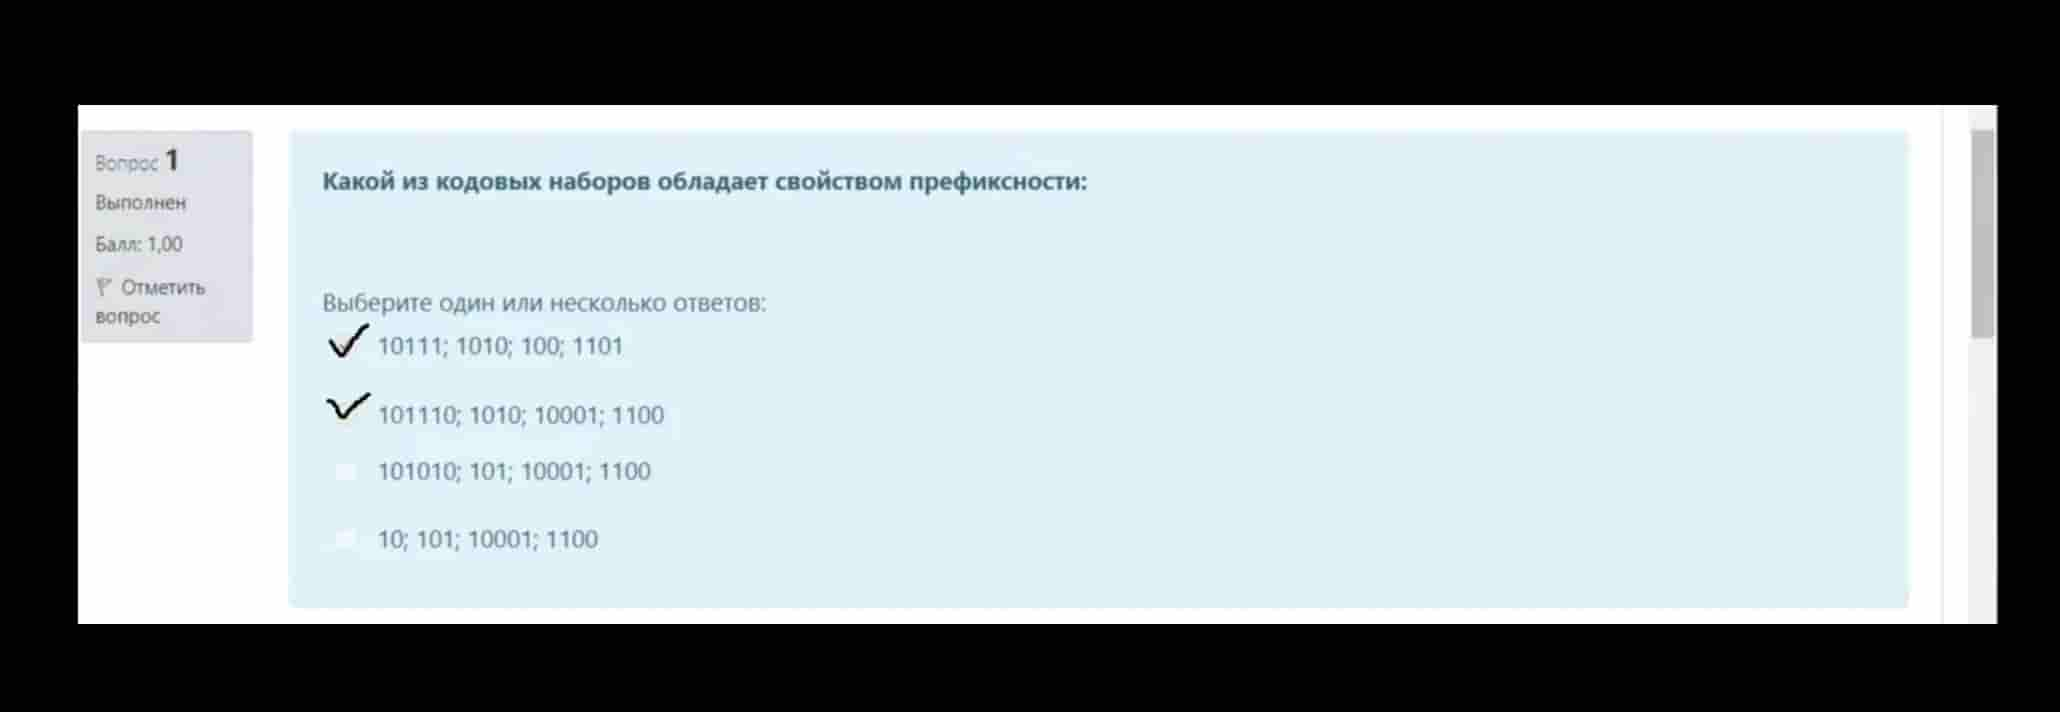 Вопрос 1
Выполнен
Балл: 1,00
Отметить
вопрос
Какой из кодовых наборов обладает свойством префиксности:
Выберите один или несколько ответов:
10111; 1010; 100; 1101
101110; 1010; 10001; 1100
101010; 101; 10001; 1100
10; 101; 10001; 1100